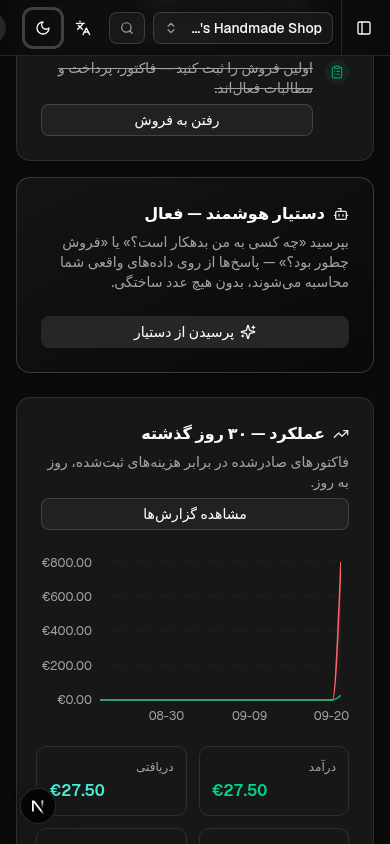 ...'s Handmade Shop
اولین فروش را ثبت کنید — فاکتور، پرداخت و
مطالبات فعال‌اند.
رفتن به فروش
دستیار هوشمند — فعال
بپرسید «چه کسی به من بدهکار است؟» یا «فروش
چطور بود؟» — پاسخ‌ها از روی داده‌های واقعی شما
محاسبه می‌شوند، بدون هیچ عدد ساختگی.
پرسیدن از دستیار
عملکرد — ۳۰ روز گذشته
فاکتورهای صادرشده در برابر هزینه‌های ثبت‌شده، روز
به روز.
مشاهده گزارش‌ها
€800.00
€600.00
€400.00
€200.00
€0.00
08-30 09-09 09-20
درآمد
€27.50
دریافتی
€27.50
N